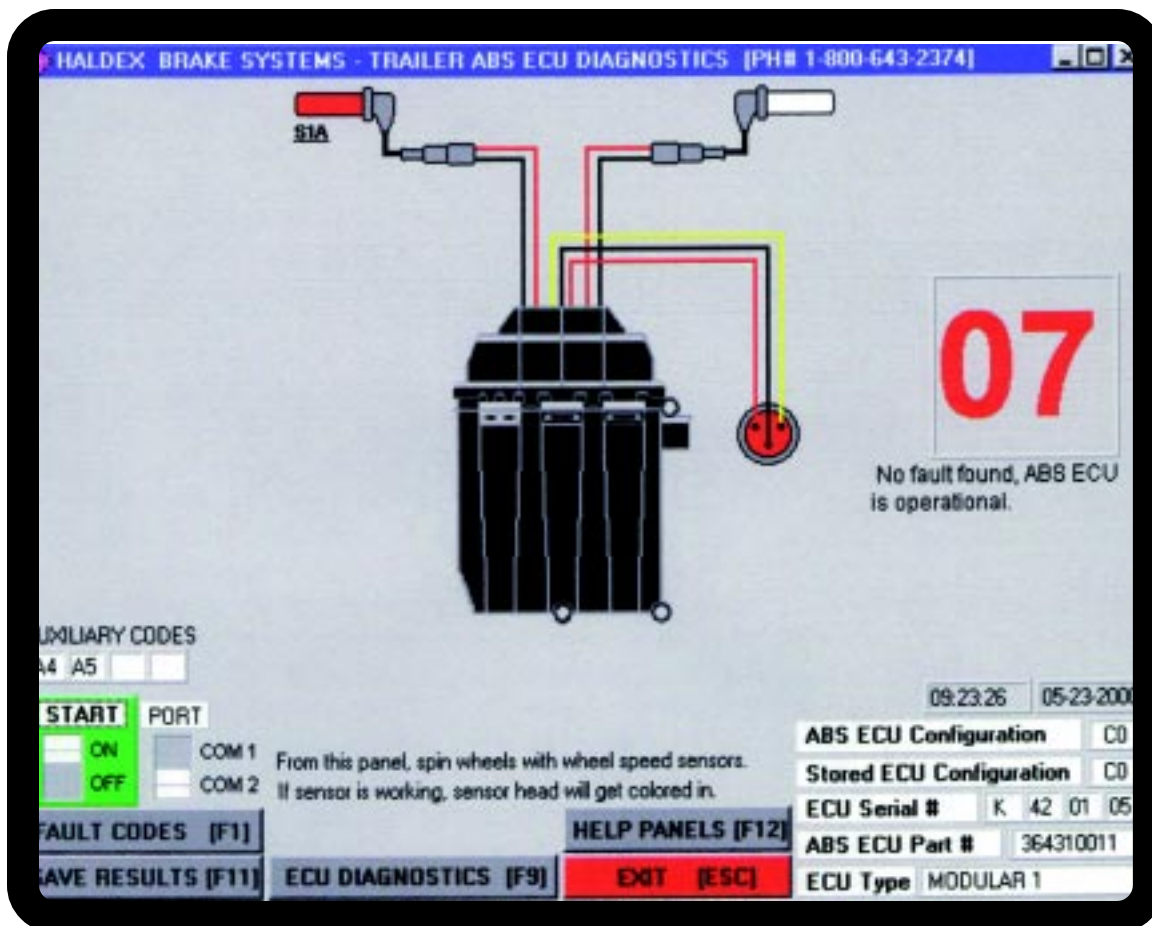 HALDEX BRAKE SYSTEMS - TRAILER ABS ECU DIAGNOSTICS [PH# 1-800-643-2374]
S1A
07
No fault found, ABS ECU
is operational.
UXILIARY CODES
A4 A5
09:23:26 05-23-2000
START PORT
ON
OFF
COM 1
COM 2
From this panel, spin wheels with wheel speed sensors.
If sensor is working, sensor head will get colored in.
ABS ECU Configuration C0
Stored ECU Configuration C0
ECU Serial # K 42 01 05
ABS ECU Part # 364310011
ECU Type MODULAR 1
FAULT CODES [F1]
HELP PANELS [F12]
SAVE RESULTS [F11]
ECU DIAGNOSTICS [F9]
EXIT [ESC]